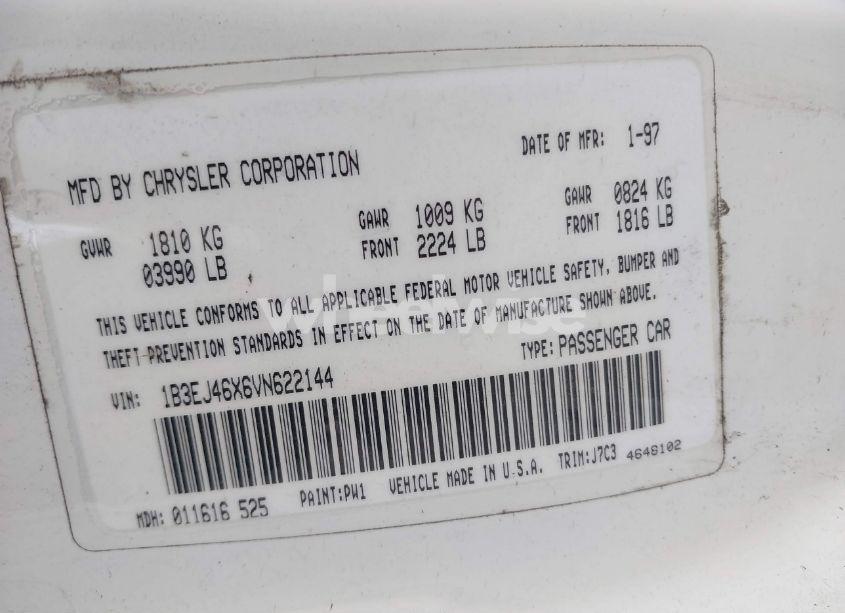 MFD BY CHRYSLER CORPORATION
DATE OF MFR: 1-97
GVWR 1810 KG
03990 LB
GAWR 1009 KG
FRONT 2224 LB
GAWR 0824 KG
FRONT 1816 LB
THIS VEHICLE CONFORMS TO ALL APPLICABLE FEDERAL MOTOR VEHICLE SAFETY, BUMPER AND
THEFT PREVENTION STANDARDS IN EFFECT ON THE DATE OF MANUFACTURE SHOWN ABOVE.
VIN: 1B3EJ46X6VN622144
TYPE: PASSENGER CAR
MDH: 011616 525
PAINT:PW1
VEHICLE MADE IN U.S.A.
TRIM:J7C3
4648102